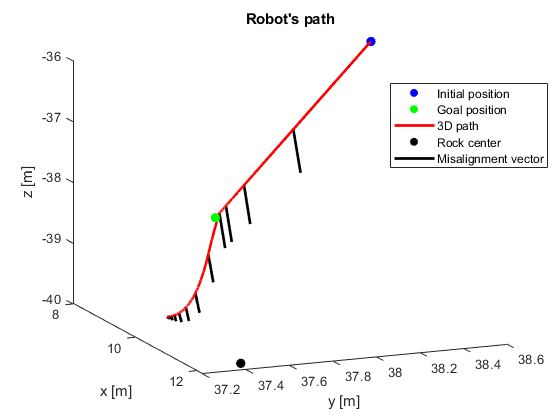 Robot's path
Initial position
Goal position
3D path
Rock center
Misalignment vector
z [m]
-36
-37
-38
-39
-40
x [m]
8
10
12
y [m]
37.2
37.4
37.6
37.8
38
38.2
38.4
38.6